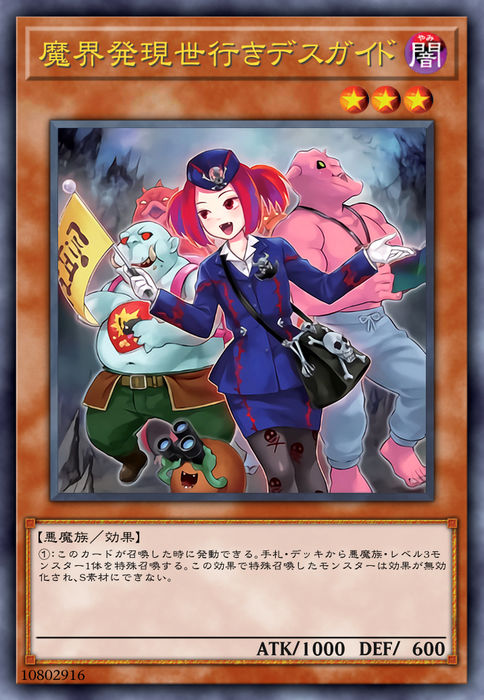 魔界発現世行きデスガイド
やみ
闇
【悪魔族／効果】
①：このカードが召喚した時に発動できる。手札・デッキから悪魔族・レベル3モ
ンスター1体を特殊召喚する。この効果で特殊召喚したモンスターは効果が無効
化され、S素材にできない。
ATK/1000 DEF/ 600
10802916